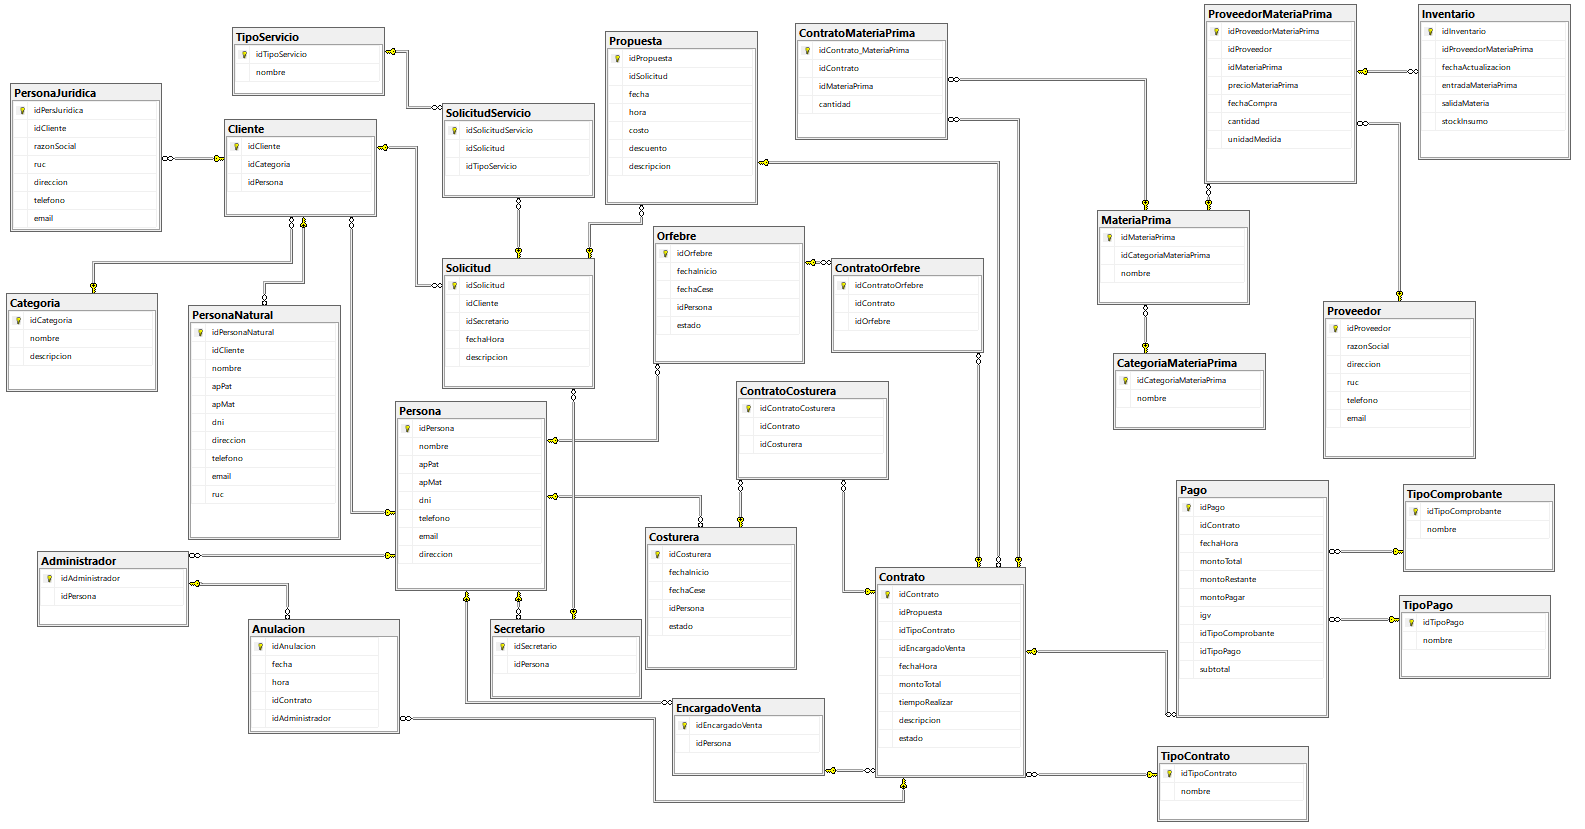 TipoServicio
idTipoServicio
nombre
PersonaJuridica
idPersJuridica
idCliente
razonSocial
ruc
direccion
telefono
email
Cliente
idCliente
idCategoria
idPersona
SolicitudServicio
idSolicitudServicio
idSolicitud
idTipoServicio
Propuesta
idPropuesta
idSolicitud
fecha
hora
costo
descuento
descripcion
ContratoMateriaPrima
idContrato_MateriaPrima
idContrato
idMateriaPrima
cantidad
ProveedorMateriaPrima
idProveedorMateriaPrima
idProveedor
idMateriaPrima
precioMateriaPrima
fechaCompra
cantidad
unidadMedida
Inventario
idInventario
idProveedorMateriaPrima
fechaActualizacion
entradaMateriaPrima
salidaMateria
stockInsumo
Categoria
idCategoria
nombre
descripcion
PersonaNatural
idPersonaNatural
idCliente
nombre
apPat
apMat
dni
direccion
telefono
email
ruc
Solicitud
idSolicitud
idCliente
idSecretario
fechaHora
descripcion
Orfebre
idOrfebre
fechaInicio
fechaCese
idPersona
estado
ContratoOrfebre
idContratoOrfebre
idContrato
idOrfebre
MateriaPrima
idMateriaPrima
idCategoriaMateriaPrima
nombre
CategoriaMateriaPrima
idCategoriaMateriaPrima
nombre
Proveedor
idProveedor
razonSocial
direccion
ruc
telefono
email
Persona
idPersona
nombre
apPat
apMat
dni
telefono
email
direccion
ContratoCosturera
idContratoCosturera
idContrato
idCosturera
Costurera
idCosturera
fechaInicio
fechaCese
idPersona
estado
Administrador
idAdministrador
idPersona
Anulacion
idAnulacion
fecha
hora
idContrato
idAdministrador
Secretario
idSecretario
idPersona
EncargadoVenta
idEncargadoVenta
idPersona
Contrato
idContrato
idPropuesta
idTipoContrato
idEncargadoVenta
fechaHora
montoTotal
tiempoRealizar
descripcion
estado
Pago
idPago
idContrato
fechaHora
montoTotal
montoRestante
montoPagar
igv
idTipoComprobante
idTipoPago
subtotal
TipoComprobante
idTipoComprobante
nombre
TipoPago
idTipoPago
nombre
TipoContrato
idTipoContrato
nombre